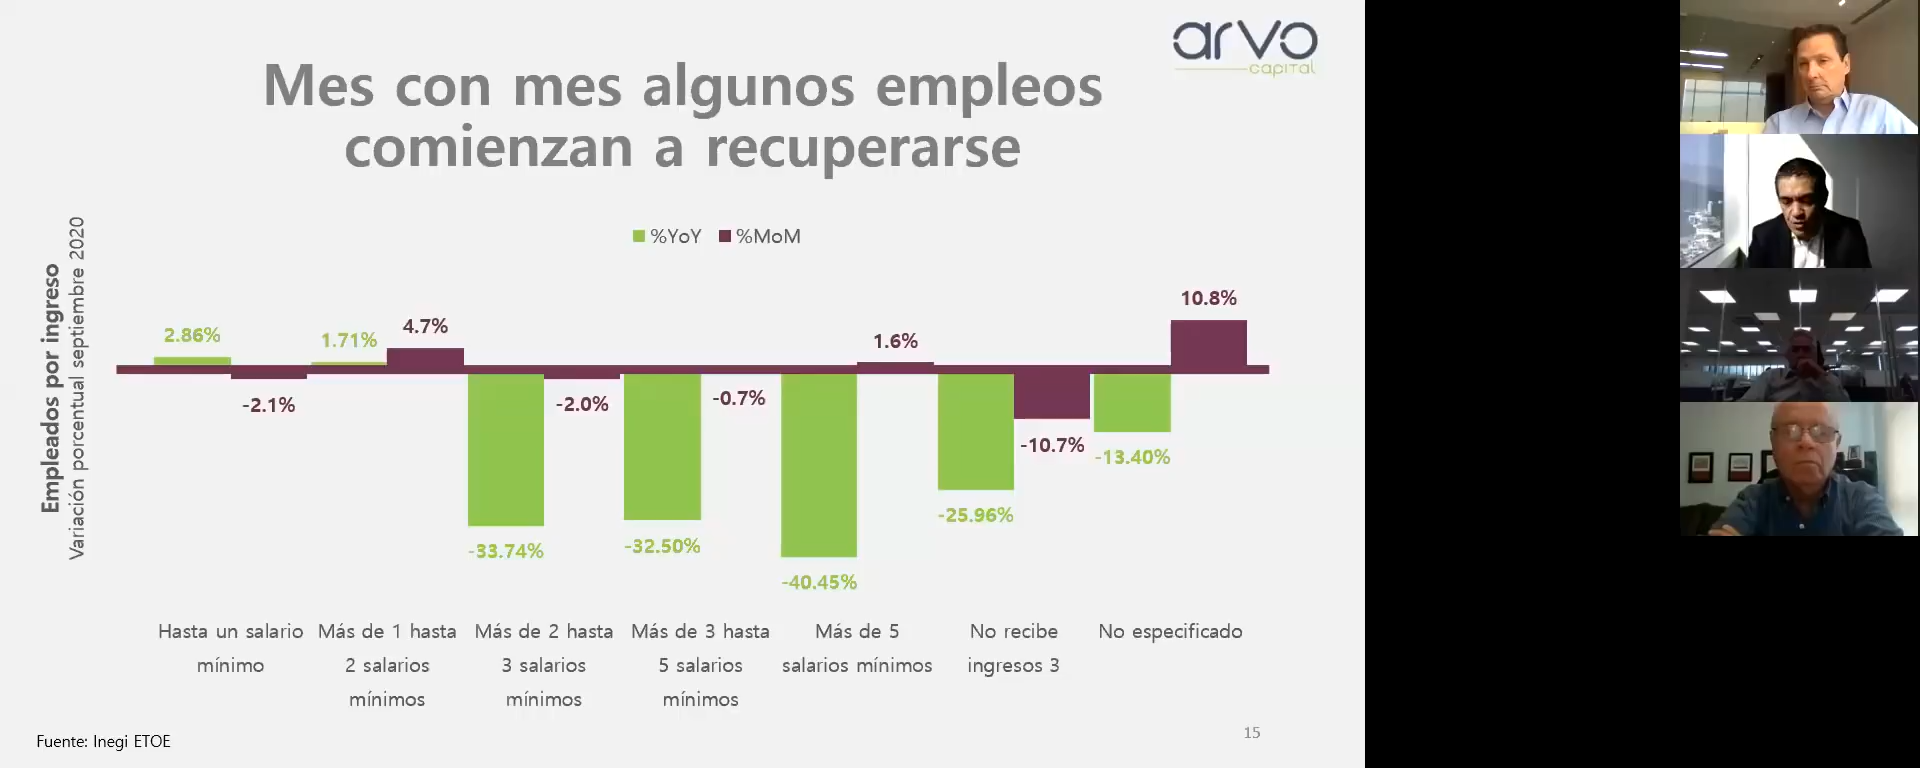 arvo
capital
Mes con mes algunos empleos
comienzan a recuperarse
%YoY %MoM
Empleados por ingreso
Variación porcentual septiembre 2020
2.86%
-2.1%
1.71%
4.7%
-33.74%
-2.0%
-32.50%
-0.7%
-40.45%
1.6%
-25.96%
-10.7%
-13.40%
10.8%
Hasta un salario
mínimo
Más de 1 hasta
2 salarios
mínimos
Más de 2 hasta
3 salarios
mínimos
Más de 3 hasta
5 salarios
mínimos
Más de 5
salarios mínimos
No recibe
ingresos 3
No especificado
Fuente: Inegi ETOE
15